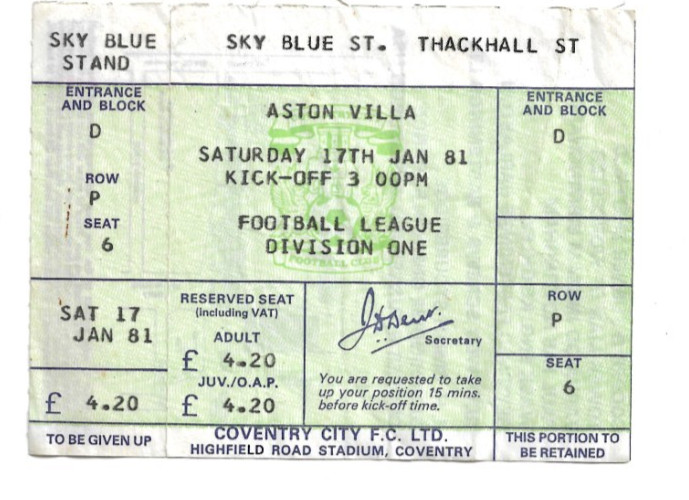 SKY BLUE
STAND
SKY BLUE ST. THACKHALL ST
ENTRANCE
AND BLOCK
D
ROW
P
SEAT
6
ASTON VILLA
SATURDAY 17TH JAN 81
KICK-OFF 3 00PM
FOOTBALL LEAGUE
DIVISION ONE
FOOTBALL CLUB
ENTRANCE
AND BLOCK
D
SAT 17
JAN 81
£ 4.20
RESERVED SEAT
(including VAT)
ADULT
£ 4.20
JUV./O.A.P.
£ 4.20
Secretary
You are requested to take
up your position 15 mins.
before kick-off time.
ROW
P
SEAT
6
TO BE GIVEN UP
COVENTRY CITY F.C. LTD.
HIGHFIELD ROAD STADIUM, COVENTRY
THIS PORTION TO
BE RETAINED